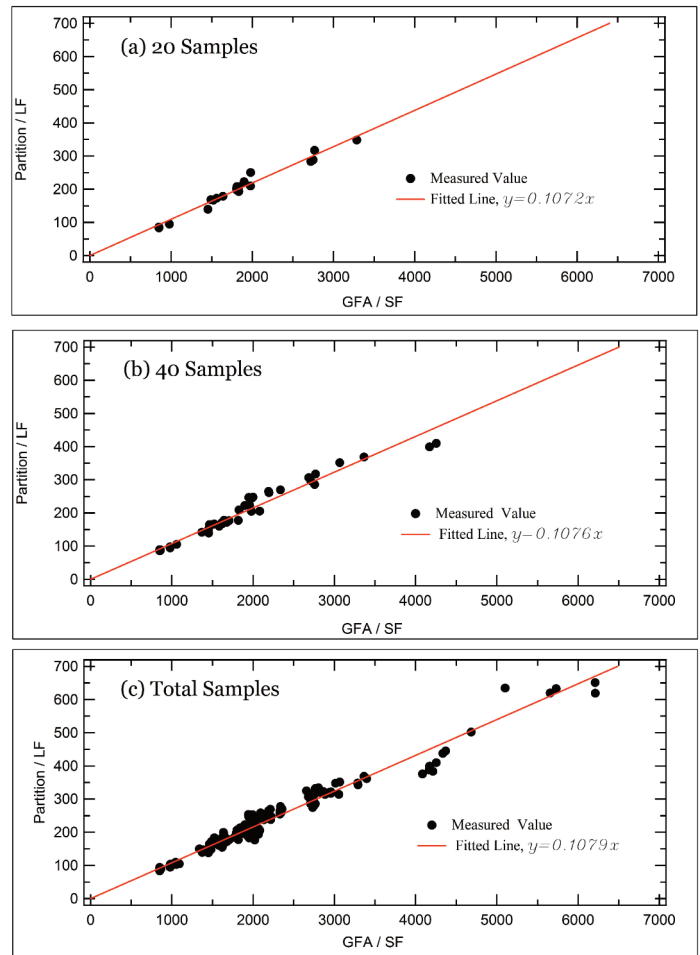 (a) 20 Samples
Partition / LF
700
600
500
400
300
200
100
0
Measured Value
Fitted Line, y=0.1072x
0 1000 2000 3000 4000 5000 6000 7000
GFA / SF
(b) 40 Samples
Partition / LF
700
600
500
400
300
200
100
0
Measured Value
Fitted Line, y−0.1076x
0 1000 2000 3000 4000 5000 6000 7000
GFA / SF
(c) Total Samples
Partition / LF
700
600
500
400
300
200
100
0
Measured Value
Fitted Line, y=0.1079x
0 1000 2000 3000 4000 5000 6000 7000
GFA / SF